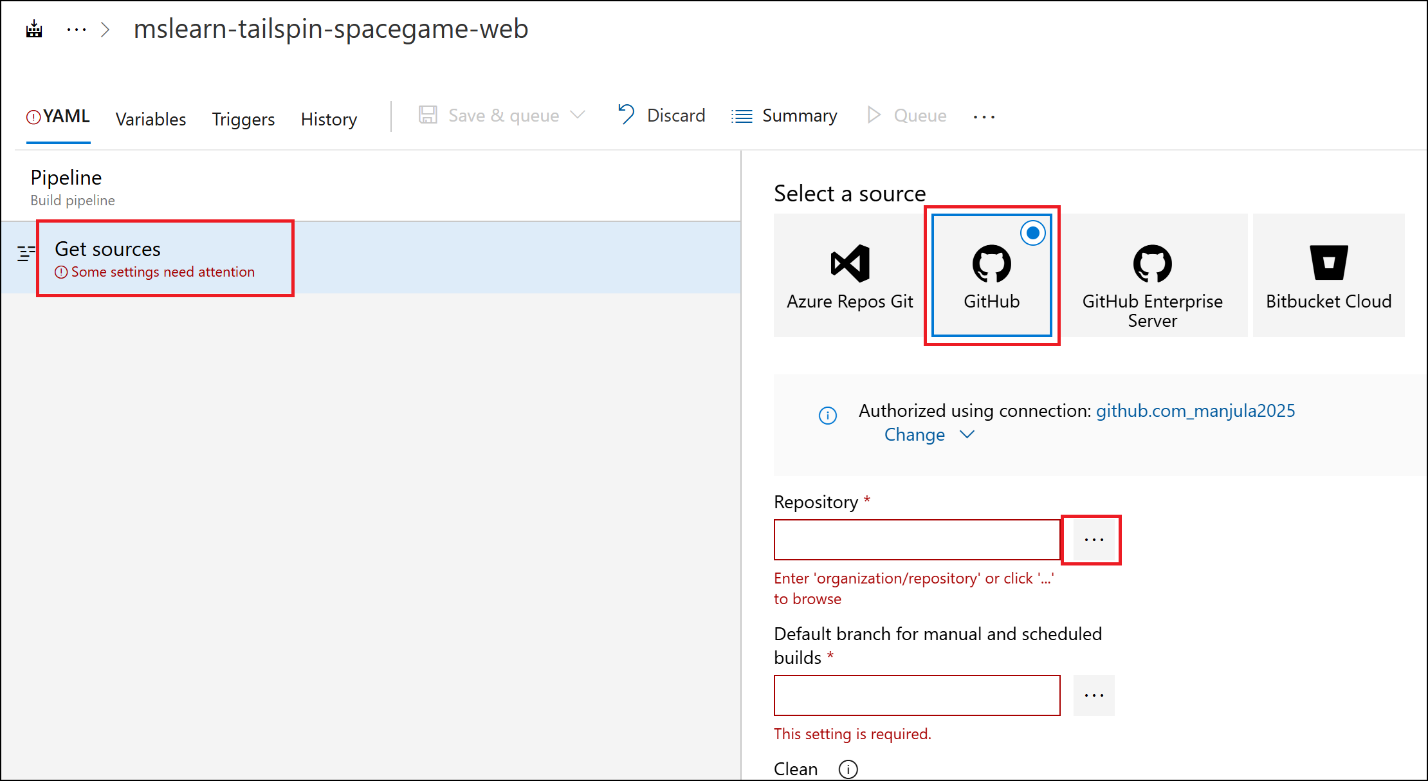 ··· > mslearn-tailspin-spacegame-web
YAML Variables Triggers History Save & queue Discard Summary Queue ···
Pipeline
Build pipeline
Get sources
Some settings need attention
Select a source
Azure Repos Git
GitHub
GitHub Enterprise
Server
Bitbucket Cloud
Authorized using connection: github.com_manjula2025
Change
Repository *
···
Enter 'organization/repository' or click '...'
to browse
Default branch for manual and scheduled
builds *
···
This setting is required.
Clean